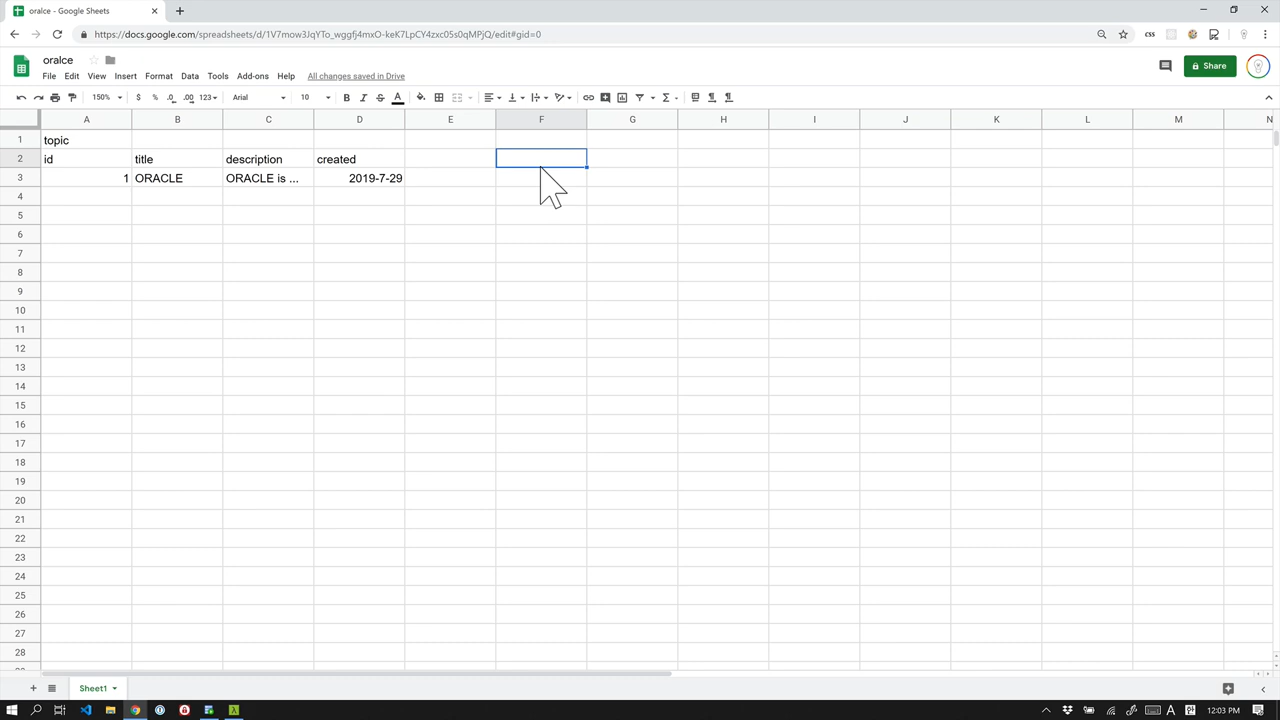 oralce - Google Sheets
https://docs.google.com/spreadsheets/d/1V7mow3JqYTo_wggfj4mxO-keK7LpCY4zxc05s0qMPjQ/edit#gid=0
CSS
oralce
File Edit View Insert Format Data Tools Add-ons Help All changes saved in Drive
Share
150% $ % .0 .00 123 Arial 10 B I S A
A B C D E F G H I J K L M N
1 topic
2 id title description created
3 1 ORACLE ORACLE is ... 2019-7-29
4
5
6
7
8
9
10
11
12
13
14
15
16
17
18
19
20
21
22
23
24
25
26
27
28
Sheet1
A 12:03 PM